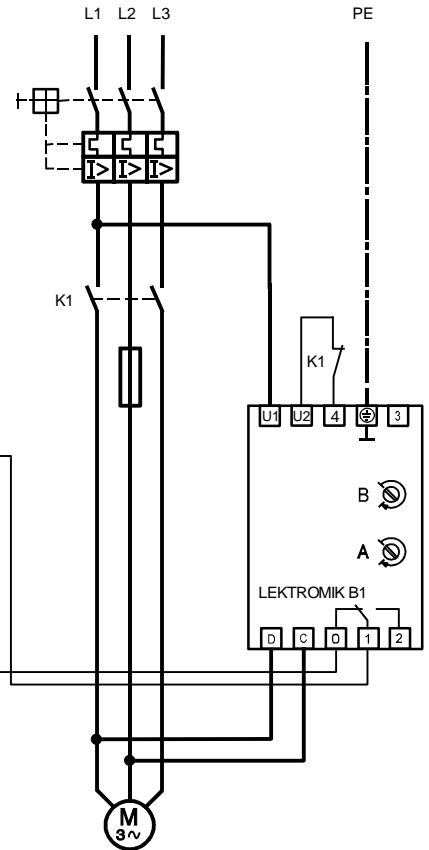 L1 L2 L3 PE
I> I> I>
K1
K1
U1 U2 4 3
B
A
LEKTROMIK B1
D C 0 1 2
M
3~